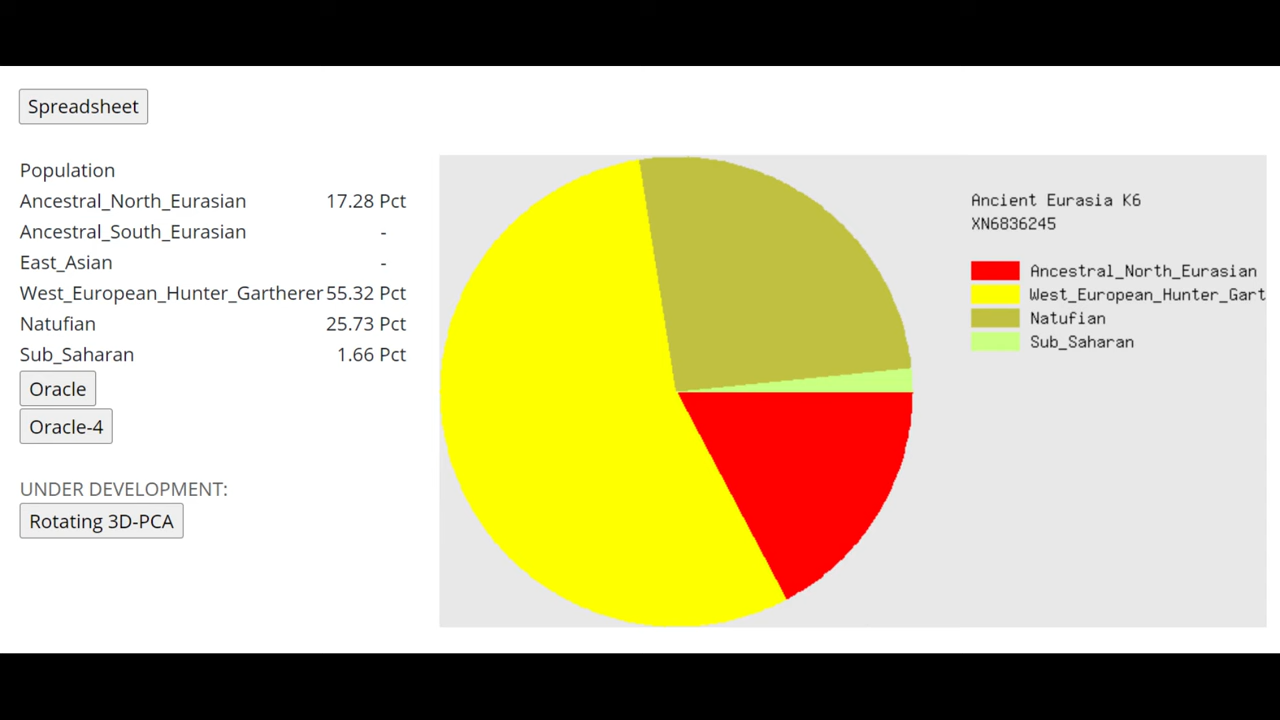 Spreadsheet
Population
Ancestral_North_Eurasian 17.28 Pct
Ancestral_South_Eurasian -
East_Asian -
West_European_Hunter_Gartherer 55.32 Pct
Natufian 25.73 Pct
Sub_Saharan 1.66 Pct
Oracle
Oracle-4
UNDER DEVELOPMENT:
Rotating 3D-PCA
Ancient Eurasia K6
XN6836245
Ancestral_North_Eurasian
West_European_Hunter_Gart
Natufian
Sub_Saharan